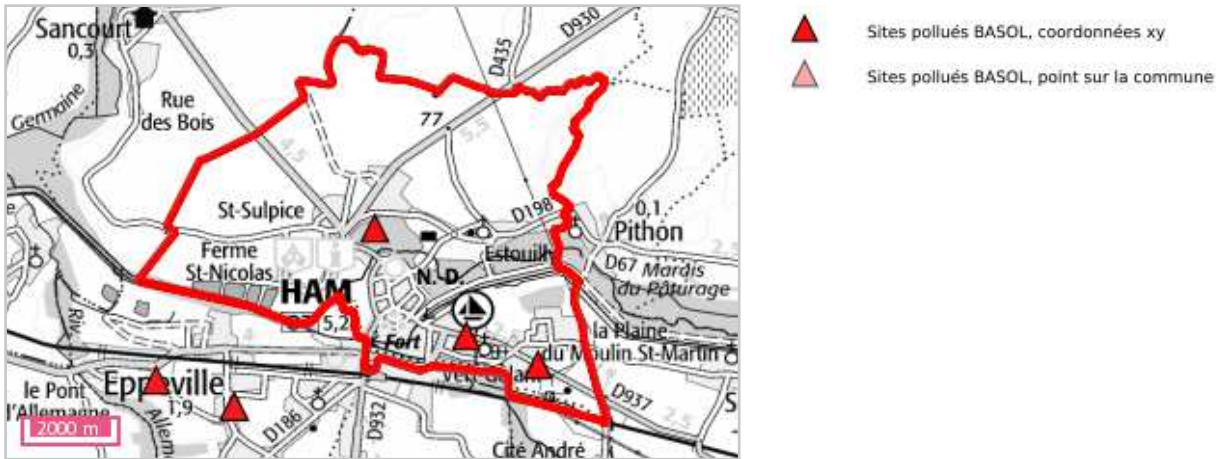 Sancourt
0,3
Germaine
Rue
des Bois
D435
D930
77
5,5
4,5
St-Sulpice
D198
0,1
Pithon
Ferme
St-Nicolas
N.-D.
Estouilly
D67
Marais
du Pâturage
2.5
HAM
5,2
Fort
la Plaine
du Moulin St-Martin
Eppeville
1,9
le Pont
l'Allemagne
D186
D932
D937
2.5
Cité André
2000 m
Sites pollués BASOL, coordonnées xy
Sites pollués BASOL, point sur la commune